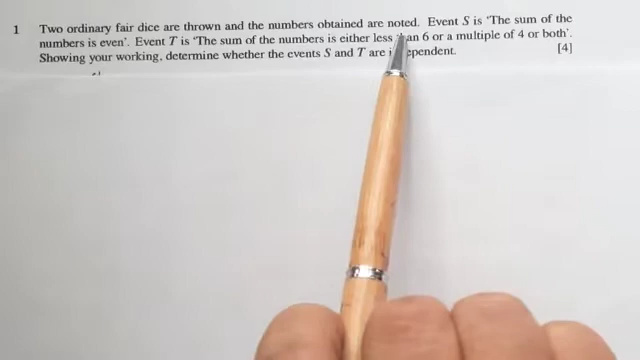 1 Two ordinary fair dice are thrown and the numbers obtained are noted. Event S is ‘The sum of the
numbers is even’. Event T is ‘The sum of the numbers is either less than 6 or a multiple of 4 or both’.
Showing your working, determine whether the events S and T are independent. [4]